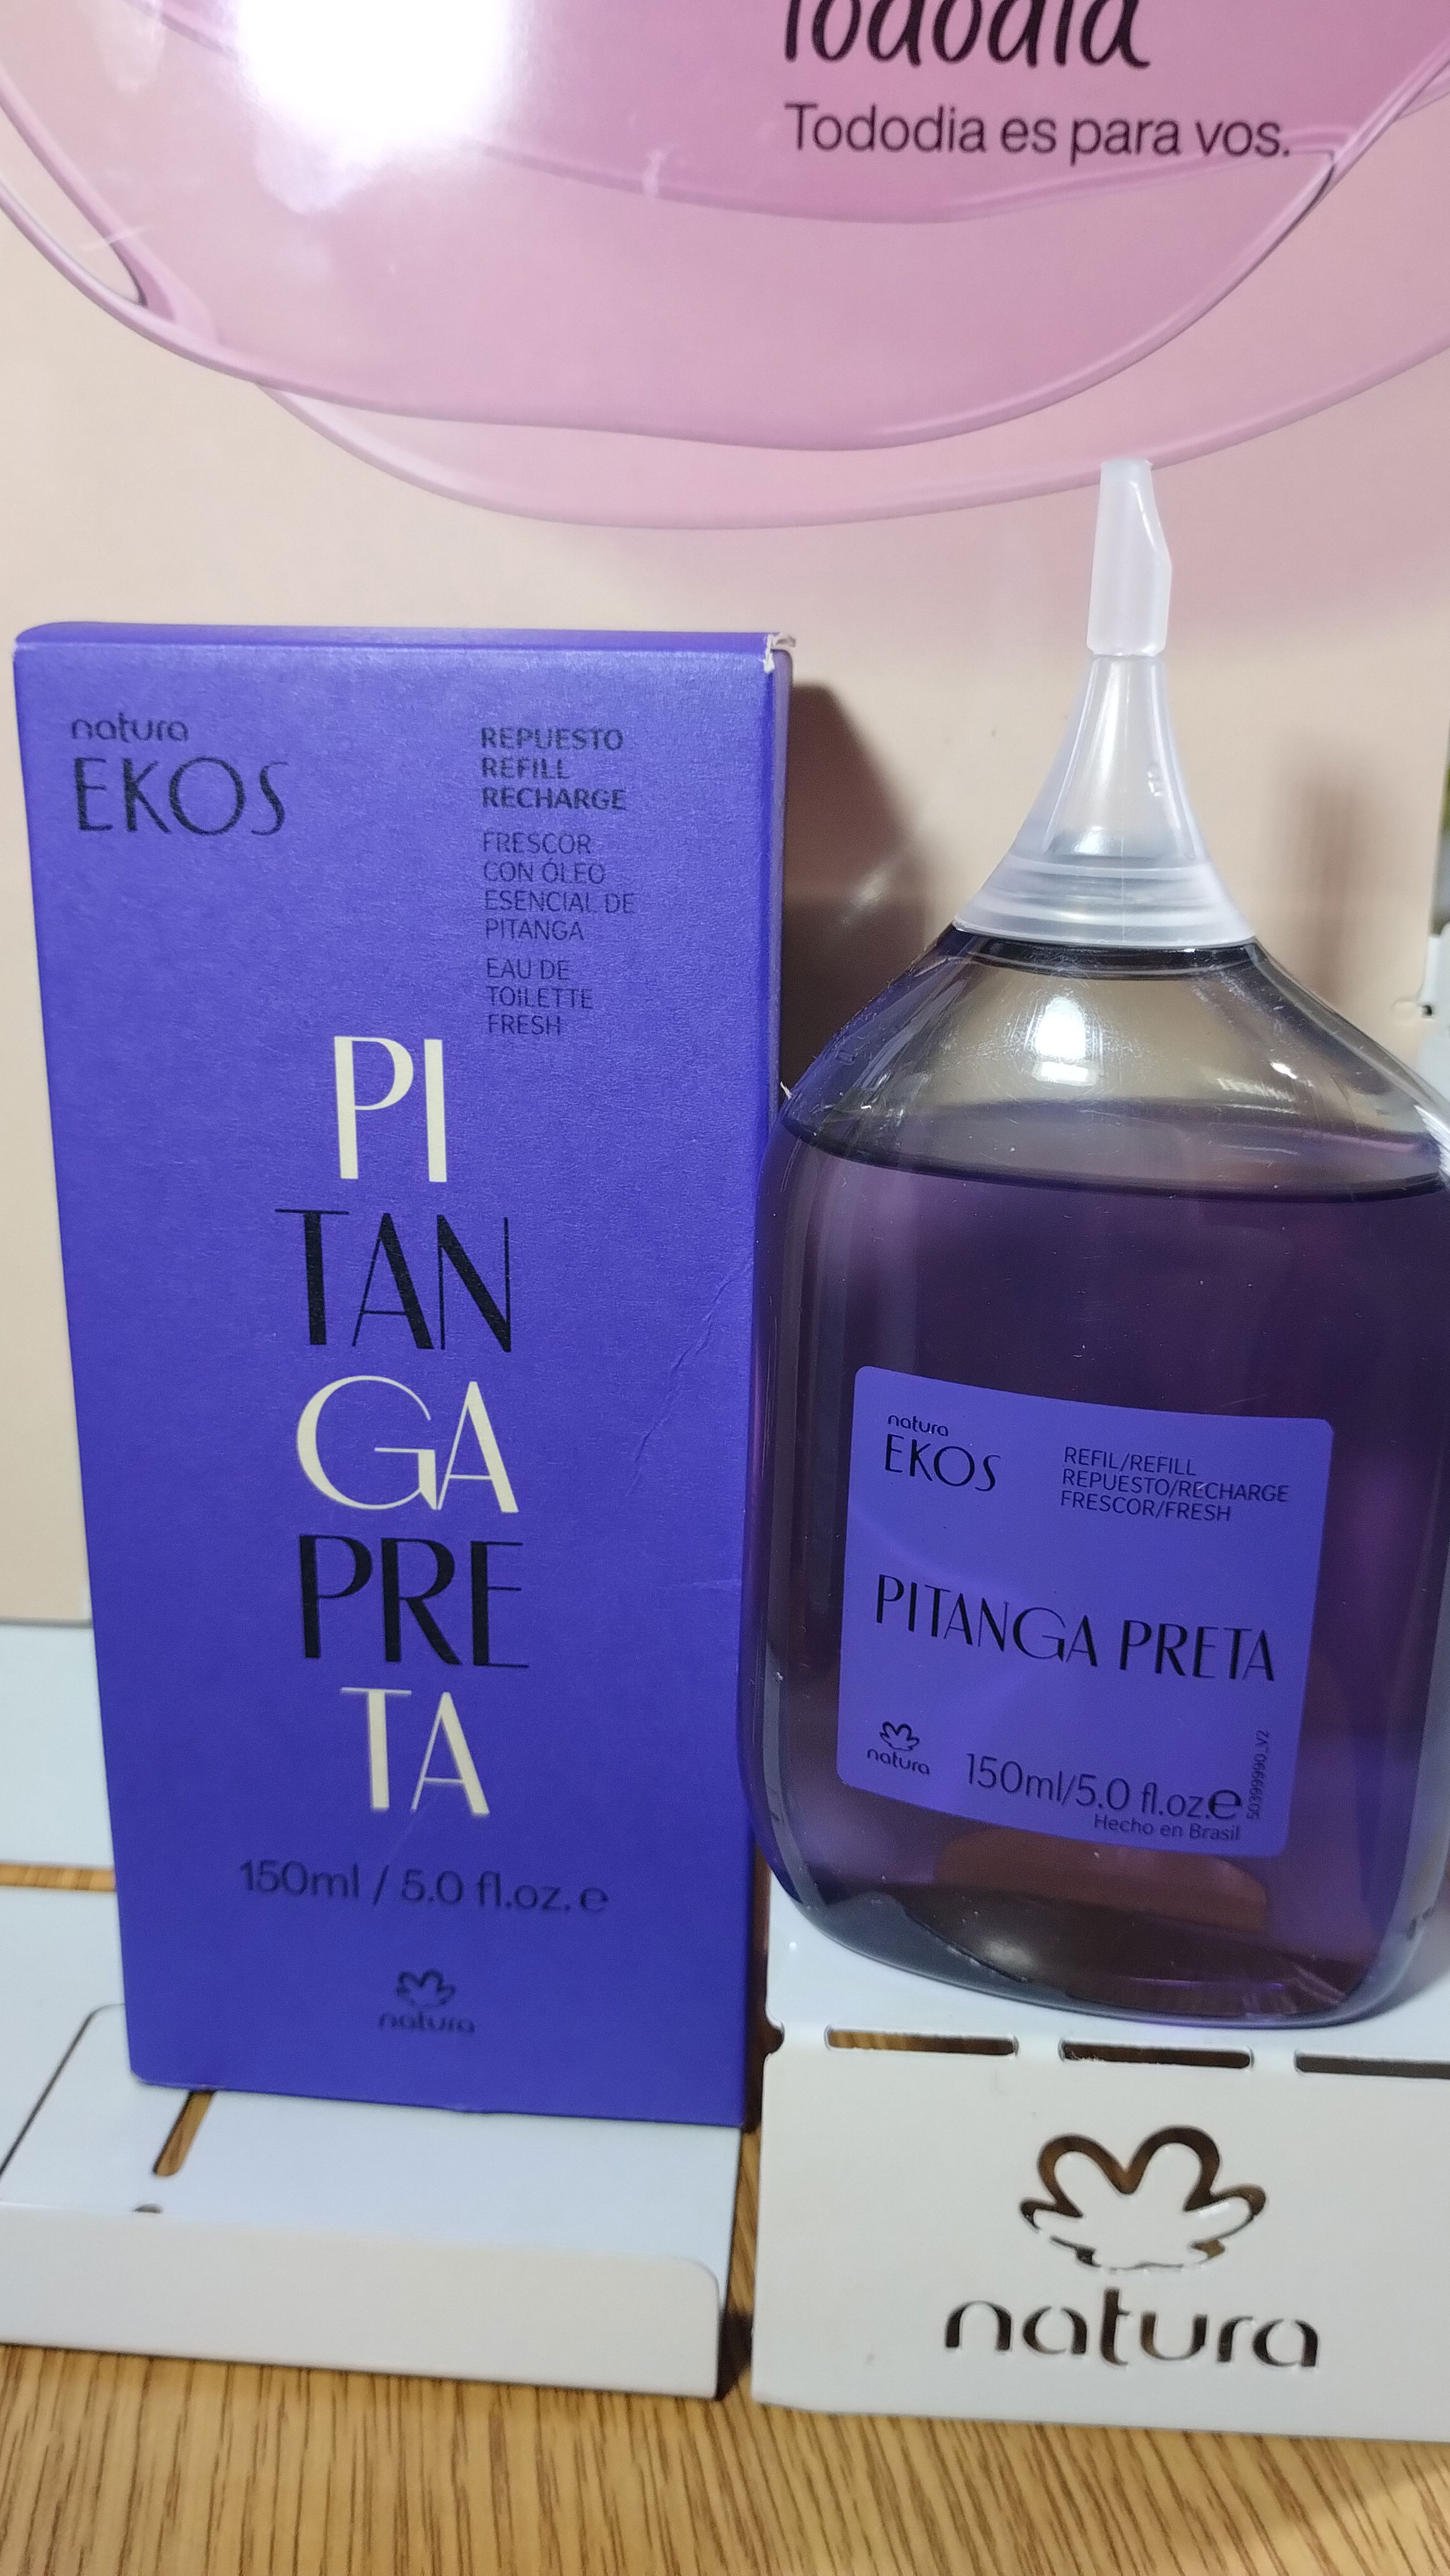 Tododia
Tododia es para vos.
natura
EKOS
REPUESTO
REFILL
RECHARGE
FRESCOR
CON ÓLEO
ESENCIAL DE
PITANGA
EAU DE
TOILETTE
FRESH
PI
TAN
GA
PRE
TA
150ml / 5.0 fl.oz. e
natura
natura
EKOS
REFIL/REFILL
REPUESTO/RECHARGE
FRESCOR/FRESH
PITANGA PRETA
natura
150ml/5.0 fl.oz.e
Hecho en Brasil
50399990_V2
natura